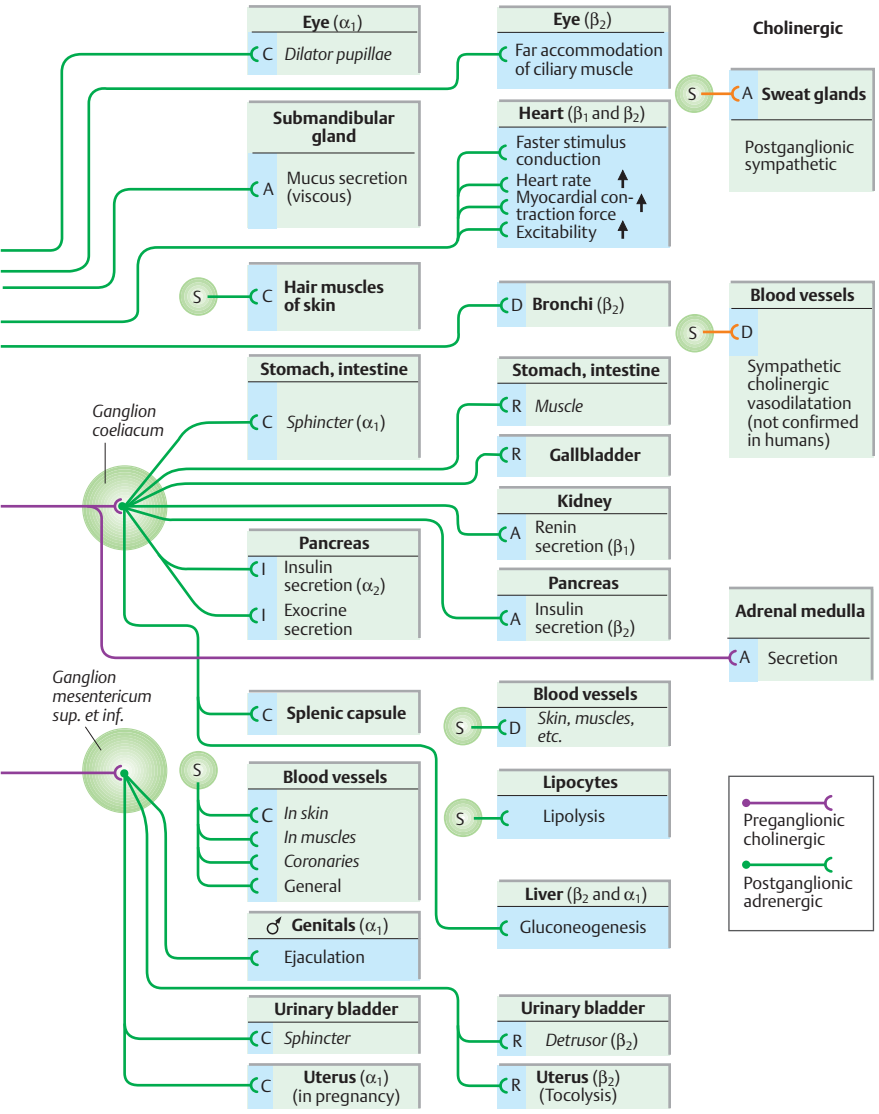 Eye (α₁)
C Dilator pupillae
Submandibular
gland
A Mucus secretion
(viscous)
S C Hair muscles
of skin
Stomach, intestine
C Sphincter (α₁)
Ganglion
coeliacum
Pancreas
I Insulin
secretion (α₂)
I Exocrine
secretion
Ganglion
mesentericum
sup. et inf.
C Splenic capsule
S
Blood vessels
C In skin
In muscles
Coronaries
General
♂ Genitals (α₁)
Ejaculation
Urinary bladder
C Sphincter
C Uterus (α₁)
(in pregnancy)
Eye (β₂)
Far accommodation
of ciliary muscle
Heart (β₁ and β₂)
Faster stimulus
conduction
Heart rate
Myocardial con-
traction force
Excitability
D Bronchi (β₂)
Stomach, intestine
R Muscle
R Gallbladder
Kidney
A Renin
secretion (β₁)
Pancreas
A Insulin
secretion (β₂)
Blood vessels
S D Skin, muscles,
etc.
Lipocytes
S Lipolysis
Liver (β₂ and α₁)
Gluconeogenesis
Urinary bladder
R Detrusor (β₂)
R Uterus (β₂)
(Tocolysis)
Cholinergic
S A Sweat glands
Postganglionic
sympathetic
Blood vessels
S D
Sympathetic
cholinergic
vasodilatation
(not confirmed
in humans)
Adrenal medulla
A Secretion
Preganglionic
cholinergic
Postganglionic
adrenergic